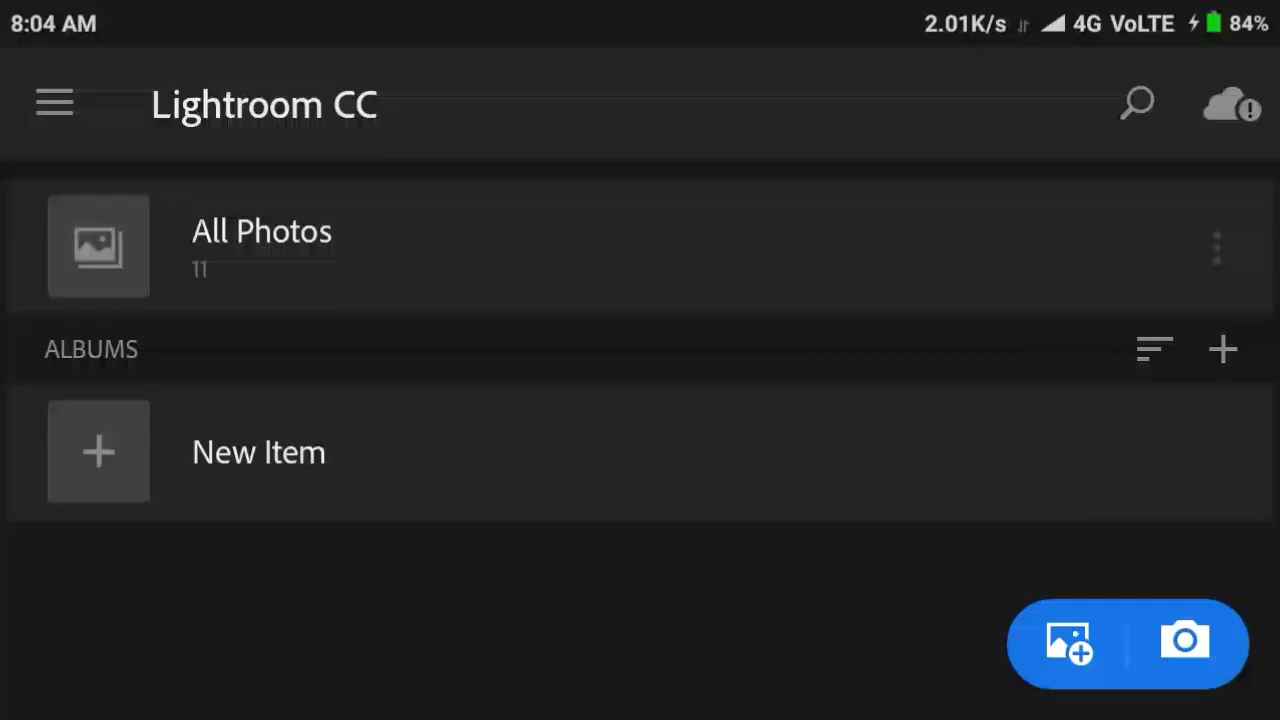 8:04 AM
2.01K/s 4G VoLTE 84%
Lightroom CC
All Photos
11
ALBUMS
New Item